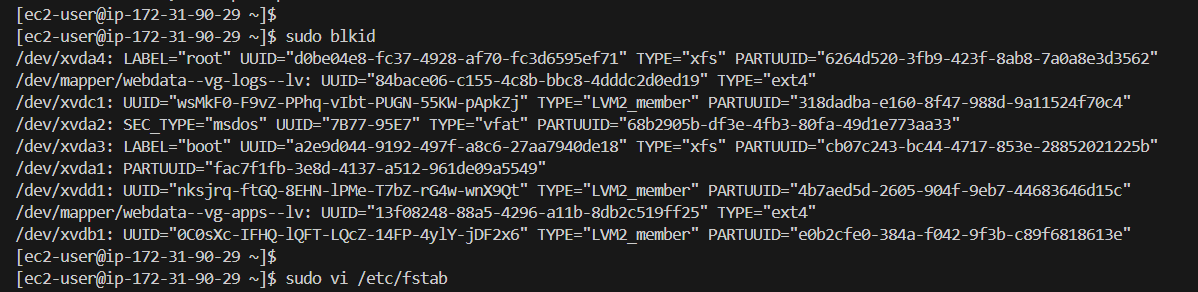 [ec2-user@ip-172-31-90-29 ~]$
[ec2-user@ip-172-31-90-29 ~]$ sudo blkid
/dev/xvda4: LABEL="root" UUID="d0be04e8-fc37-4928-af70-fc3d6595ef71" TYPE="xfs" PARTUUID="6264d520-3fb9-423f-8ab8-7a0a8e3d3562"
/dev/mapper/webdata--vg-logs--lv: UUID="84bace06-c155-4c8b-bbc8-4dddc2d0ed19" TYPE="ext4"
/dev/xvdc1: UUID="wsMkF0-F9vZ-PPhq-vIbt-PUGN-55KW-pApkZj" TYPE="LVM2_member" PARTUUID="318dadba-e160-8f47-988d-9a11524f70c4"
/dev/xvda2: SEC_TYPE="msdos" UUID="7B77-95E7" TYPE="vfat" PARTUUID="68b2905b-df3e-4fb3-80fa-49d1e773aa33"
/dev/xvda3: LABEL="boot" UUID="a2e9d044-9192-497f-a8c6-27aa7940de18" TYPE="xfs" PARTUUID="cb07c243-bc44-4717-853e-28852021225b"
/dev/xvda1: PARTUUID="fac7f1fb-3e8d-4137-a512-961de09a5549"
/dev/xvdd1: UUID="nksjrq-ftGQ-8EHN-lPMe-T7bZ-rG4w-wnX9Qt" TYPE="LVM2_member" PARTUUID="4b7aed5d-2605-904f-9eb7-44683646d15c"
/dev/mapper/webdata--vg-apps--lv: UUID="13f08248-88a5-4296-a11b-8db2c519ff25" TYPE="ext4"
/dev/xvdb1: UUID="0C0sXc-IFHQ-lQFT-LQcZ-14FP-4ylY-jDF2x6" TYPE="LVM2_member" PARTUUID="e0b2cfe0-384a-f042-9f3b-c89f6818613e"
[ec2-user@ip-172-31-90-29 ~]$
[ec2-user@ip-172-31-90-29 ~]$ sudo vi /etc/fstab